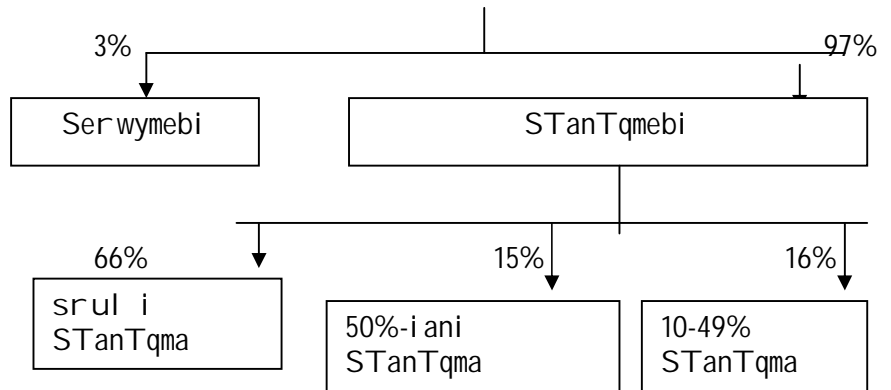 3% 97%
Serwymebi STanTqmebi
66% 15% 16%
sruli
STanTqma
50%-iani
STanTqma
10-49%
STanTqma